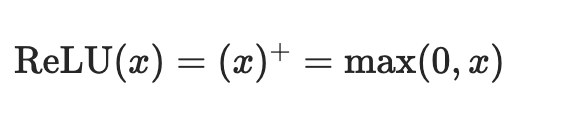 ReLU(x) = (x)⁺ = max(0, x)